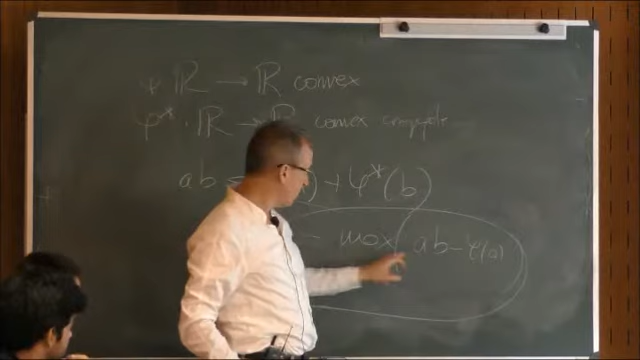 φ ℝ → ℝ convex
φ* · ℝ → ℝ convex conjugate
ab ) + φ*(b)
max ab - φ(a)